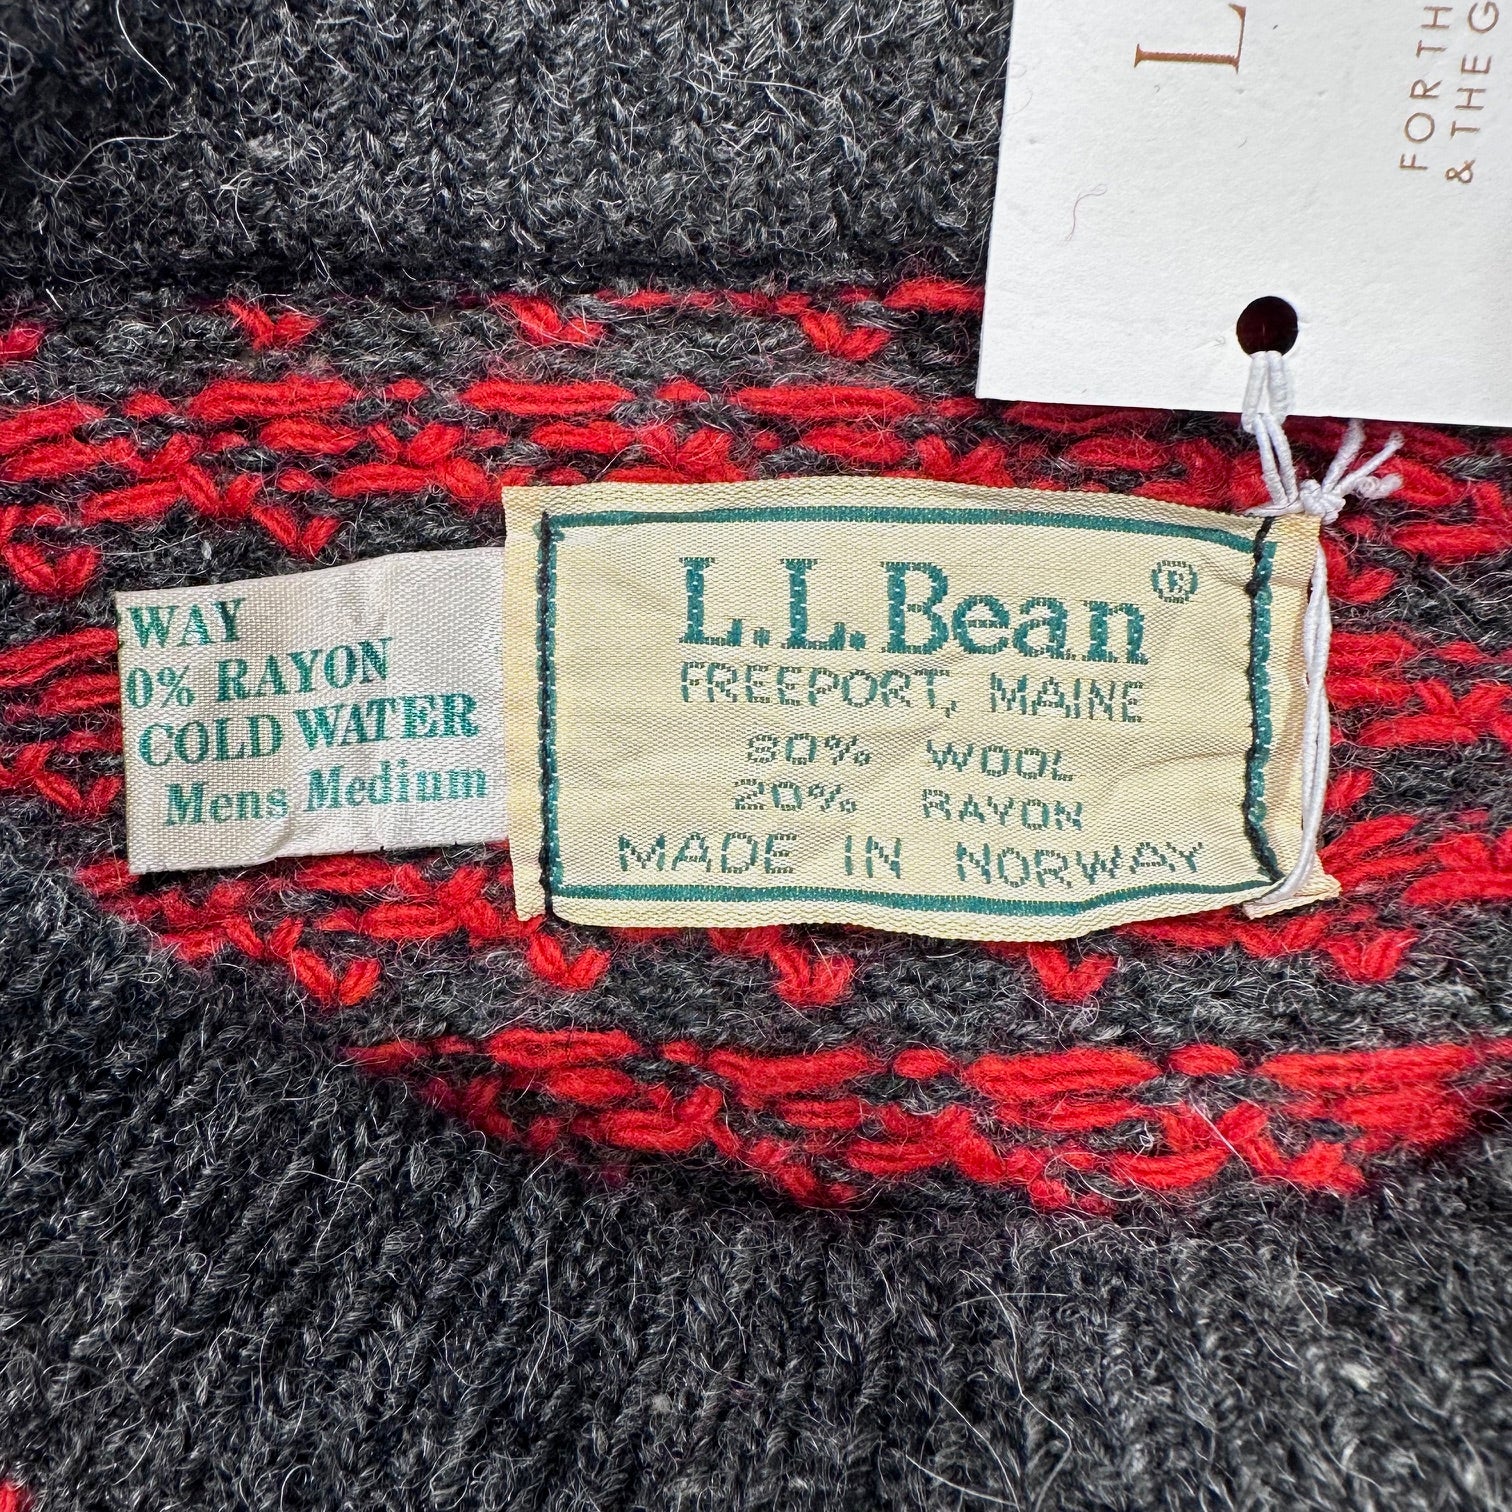 L
FOR TH
& THE G
WAY
0% RAYON
COLD WATER
Mens Medium
L.L.Bean®
FREEPORT, MAINE
80% WOOL
20% RAYON
MADE IN NORWAY